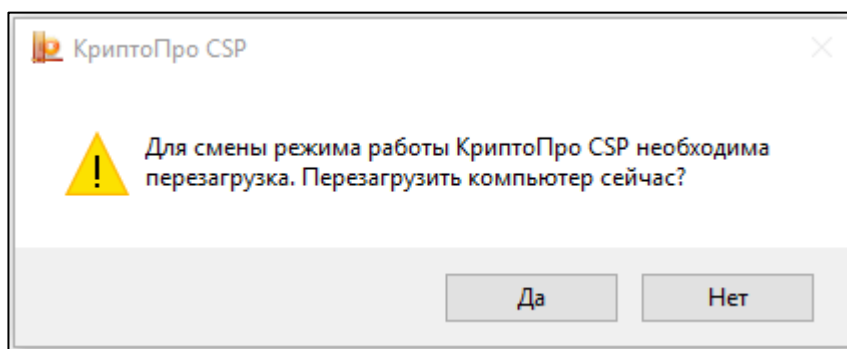 КриптоПро CSP
Для смены режима работы КриптоПро CSP необходима
перезагрузка. Перезагрузить компьютер сейчас?
Да
Нет